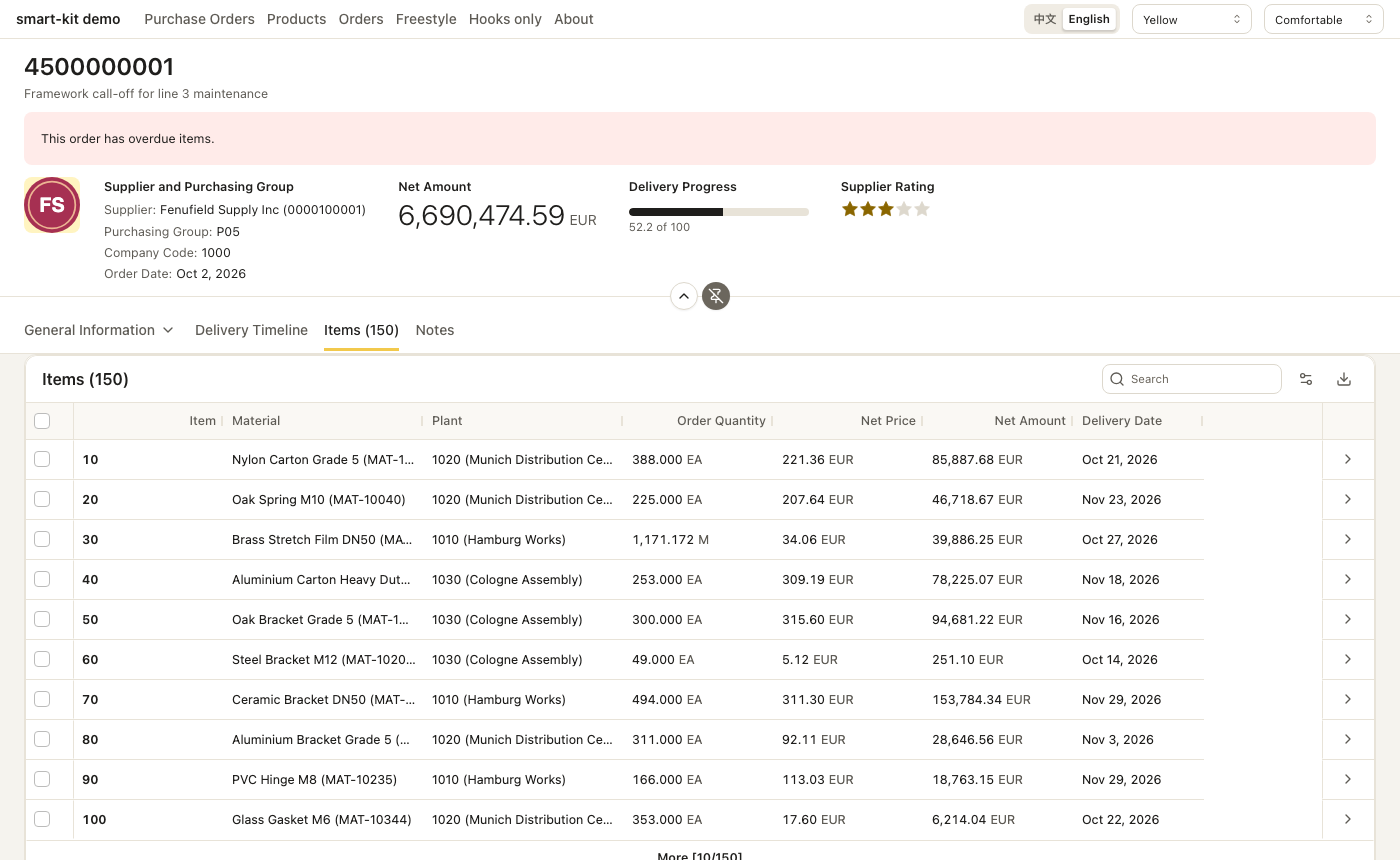 smart-kit demo Purchase Orders Products Orders Freestyle Hooks only About 中文 English Yellow Comfortable
4500000001
Framework call-off for line 3 maintenance
This order has overdue items.
FS
Supplier and Purchasing Group
Supplier: Fenufield Supply Inc (0000100001)
Purchasing Group: P05
Company Code: 1000
Order Date: Oct 2, 2026
Net Amount
6,690,474.59 EUR
Delivery Progress
52.2 of 100
Supplier Rating
General Information Delivery Timeline Items (150) Notes
Items (150) Search
Item Material Plant Order Quantity Net Price Net Amount Delivery Date
10 Nylon Carton Grade 5 (MAT-1... 1020 (Munich Distribution Ce... 388.000 EA 221.36 EUR 85,887.68 EUR Oct 21, 2026
20 Oak Spring M10 (MAT-10040) 1020 (Munich Distribution Ce... 225.000 EA 207.64 EUR 46,718.67 EUR Nov 23, 2026
30 Brass Stretch Film DN50 (MA... 1010 (Hamburg Works) 1,171.172 M 34.06 EUR 39,886.25 EUR Oct 27, 2026
40 Aluminium Carton Heavy Dut... 1030 (Cologne Assembly) 253.000 EA 309.19 EUR 78,225.07 EUR Nov 18, 2026
50 Oak Bracket Grade 5 (MAT-1... 1030 (Cologne Assembly) 300.000 EA 315.60 EUR 94,681.22 EUR Nov 16, 2026
60 Steel Bracket M12 (MAT-1020... 1030 (Cologne Assembly) 49.000 EA 5.12 EUR 251.10 EUR Oct 14, 2026
70 Ceramic Bracket DN50 (MAT-... 1010 (Hamburg Works) 494.000 EA 311.30 EUR 153,784.34 EUR Nov 29, 2026
80 Aluminium Bracket Grade 5 (... 1020 (Munich Distribution Ce... 311.000 EA 92.11 EUR 28,646.56 EUR Nov 3, 2026
90 PVC Hinge M8 (MAT-10235) 1010 (Hamburg Works) 166.000 EA 113.03 EUR 18,763.15 EUR Nov 29, 2026
100 Glass Gasket M6 (MAT-10344) 1020 (Munich Distribution Ce... 353.000 EA 17.60 EUR 6,214.04 EUR Oct 22, 2026
More [10/150]